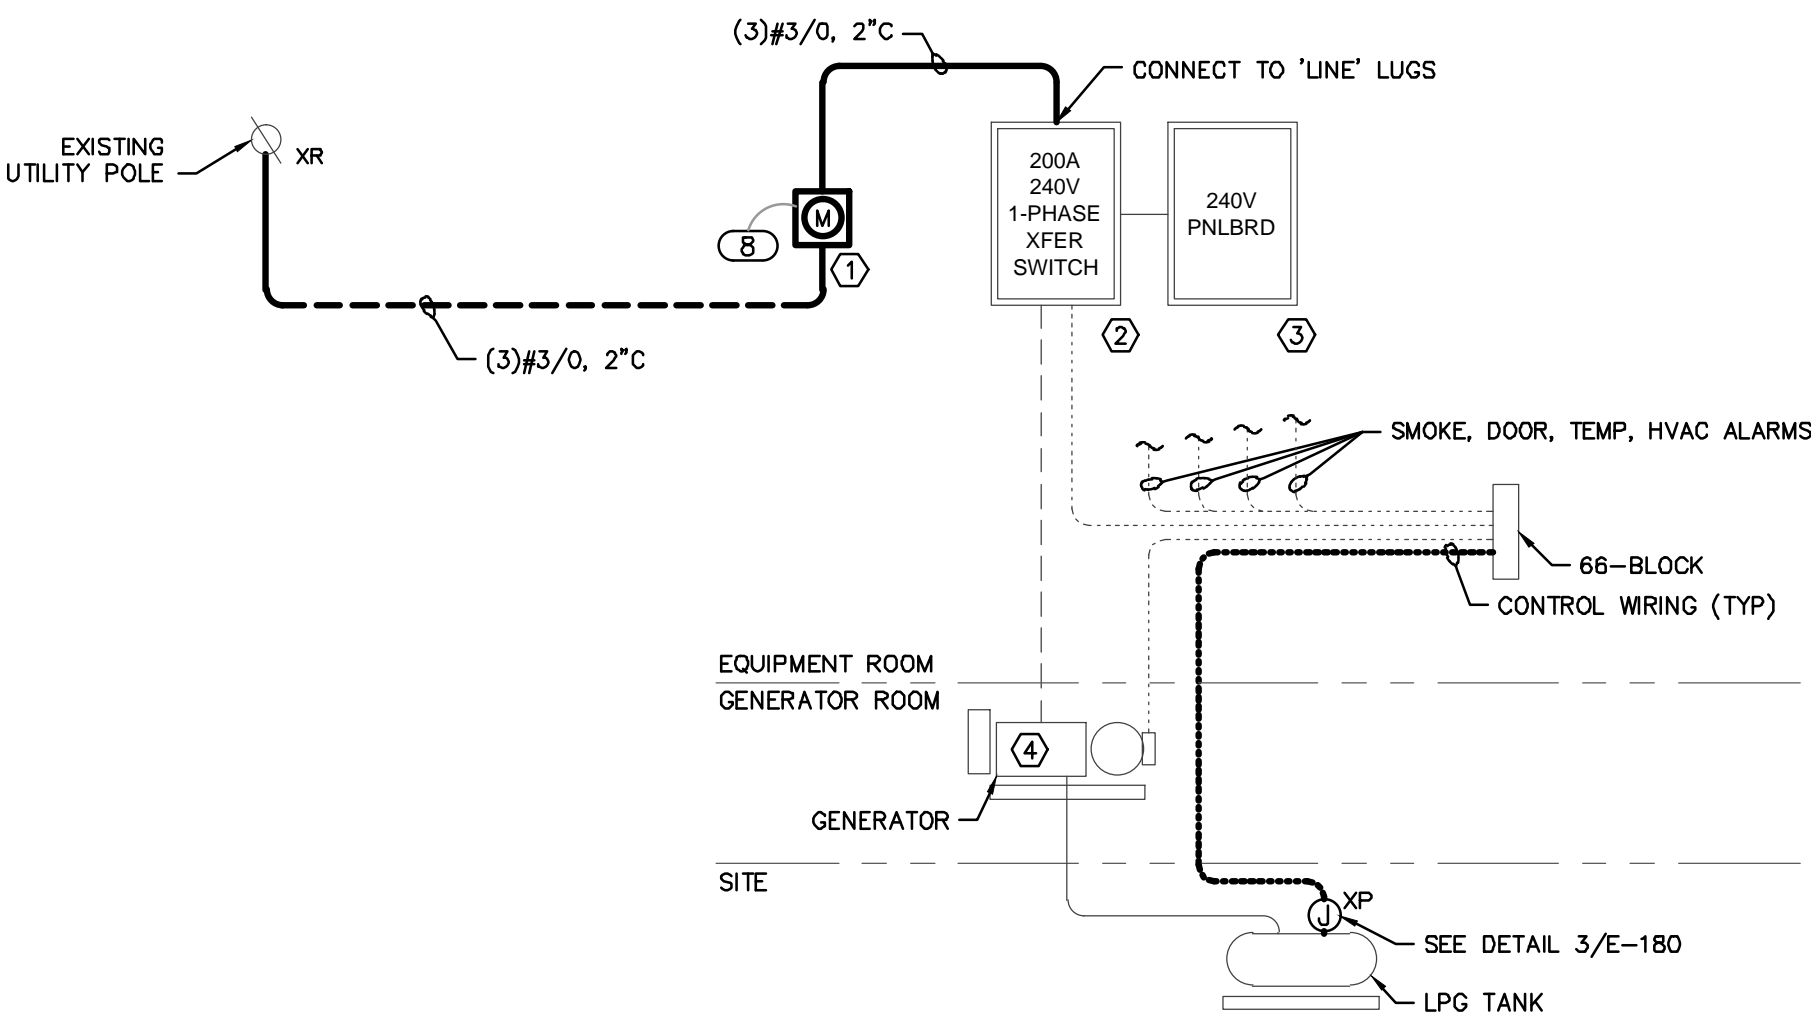 (3)#3/0, 2"C
CONNECT TO 'LINE' LUGS
EXISTING
UTILITY POLE
XR
M
8
1
200A
240V
1-PHASE
XFER
SWITCH
240V
PNLBRD
2
3
(3)#3/0, 2"C
SMOKE, DOOR, TEMP, HVAC ALARMS
66-BLOCK
CONTROL WIRING (TYP)
EQUIPMENT ROOM
GENERATOR ROOM
4
GENERATOR
SITE
XP
J
SEE DETAIL 3/E-180
LPG TANK